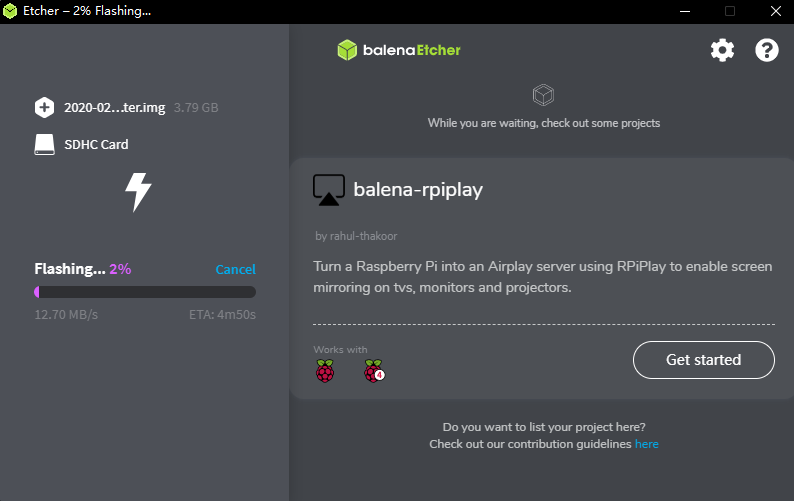 Etcher – 2% Flashing...
balenaEtcher
2020-02...ter.img 3.79 GB
SDHC Card
Flashing... 2% Cancel
12.70 MB/s ETA: 4m50s
While you are waiting, check out some projects
balena-rpiplay
by rahul-thakoor
Turn a Raspberry Pi into an Airplay server using RPiPlay to enable screen
mirroring on tvs, monitors and projectors.
Works with
4
Get started
Do you want to list your project here?
Check out our contribution guidelines here